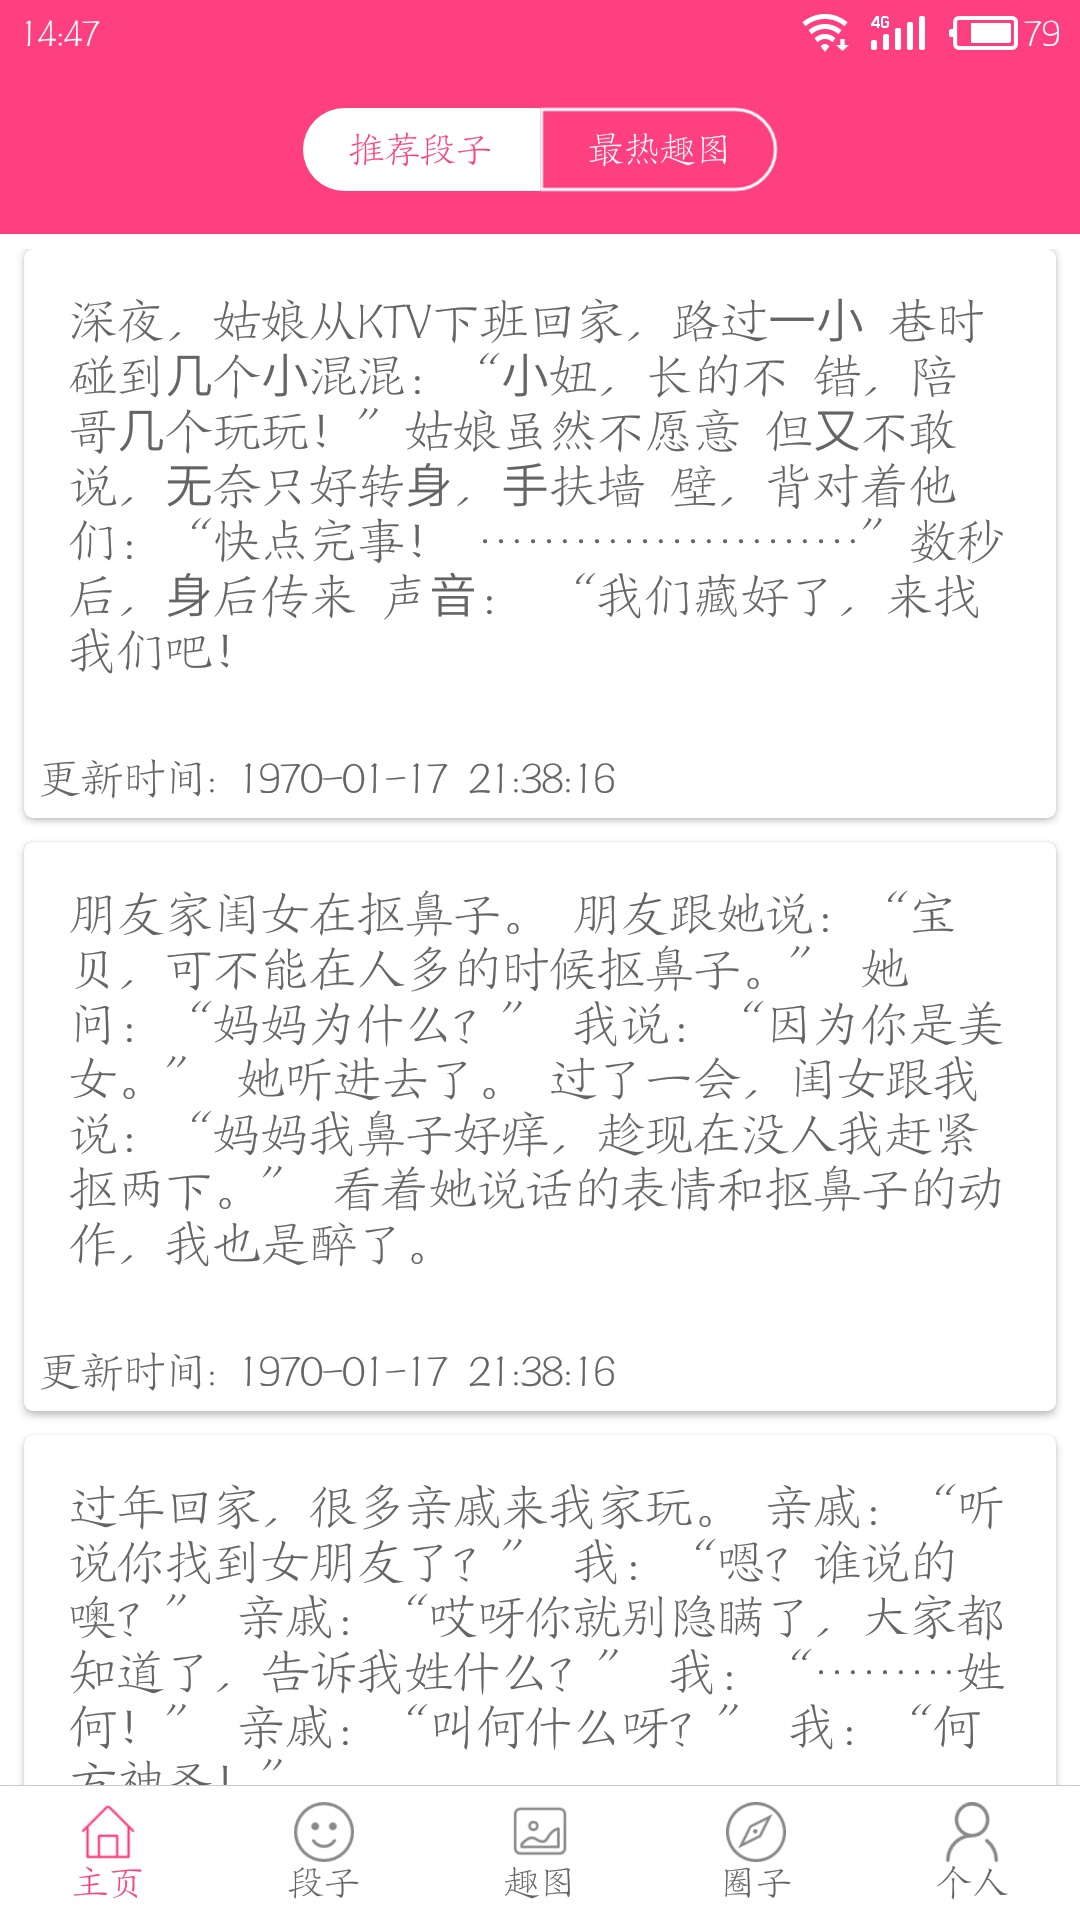 14:47
4G
79
推荐段子
最热趣图
深夜，姑娘从KTV下班回家，路过一小 巷时
碰到几个小混混：“小妞，长的不 错，陪
哥几个玩玩！”姑娘虽然不愿意 但又不敢
说，无奈只好转身，手扶墙 壁，背对着他
们：“快点完事！ ························”数秒
后，身后传来 声音： “我们藏好了，来找
我们吧！
更新时间: 1970-01-17 21:38:16
朋友家闺女在抠鼻子。 朋友跟她说：“宝
贝，可不能在人多的时候抠鼻子。” 她
问：“妈妈为什么？” 我说：“因为你是美
女。” 她听进去了。 过了一会，闺女跟我
说：“妈妈我鼻子好痒，趁现在没人我赶紧
抠两下。” 看着她说话的表情和抠鼻子的动
作，我也是醉了。
更新时间: 1970-01-17 21:38:16
过年回家，很多亲戚来我家玩。 亲戚：“听
说你找到女朋友了？” 我：“嗯？谁说的
噢？” 亲戚：“哎呀你就别隐瞒了，大家都
知道了，告诉我姓什么？” 我：“·········姓
何！” 亲戚：“叫何什么呀？” 我：“何
方神圣！”
主页
段子
趣图
圈子
个人